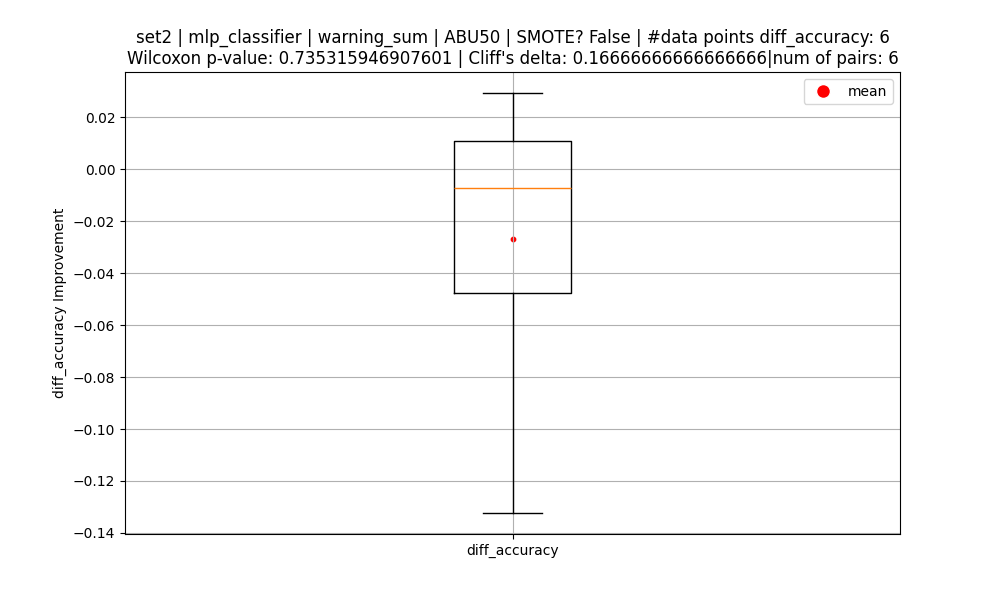 set2 | mlp_classifier | warning_sum | ABU50 | SMOTE? False | #data points diff_accuracy: 6
Wilcoxon p-value: 0.735315946907601 | Cliff's delta: 0.16666666666666666|num of pairs: 6
mean
0.02
0.00
−0.02
−0.04
−0.06
−0.08
−0.10
−0.12
−0.14
diff_accuracy Improvement
diff_accuracy